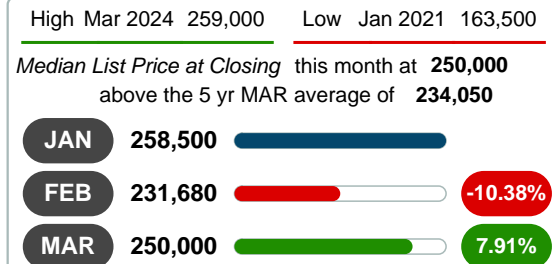 High Mar 2024 259,000 Low Jan 2021 163,500
Median List Price at Closing this month at 250,000
above the 5 yr MAR average of 234,050
JAN 258,500
FEB 231,680 -10.38%
MAR 250,000 7.91%